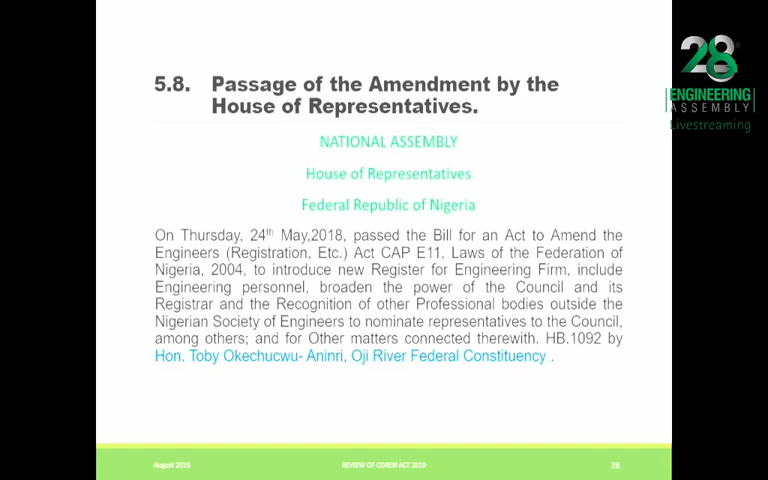 28
ENGINEERING
ASSEMBLY
Livestreaming
5.8. Passage of the Amendment by the
House of Representatives.
NATIONAL ASSEMBLY
House of Representatives
Federal Republic of Nigeria
On Thursday, 24th May,2018, passed the Bill for an Act to Amend the
Engineers (Registration, Etc.) Act CAP E11, Laws of the Federation of
Nigeria, 2004, to introduce new Register for Engineering Firm, include
Engineering personnel, broaden the power of the Council and its
Registrar and the Recognition of other Professional bodies outside the
Nigerian Society of Engineers to nominate representatives to the Council,
among others; and for Other matters connected therewith. HB.1092 by
Hon. Toby Okechucwu- Aninri, Oji River Federal Constituency .
August 2019 REVIEW OF COREN ACT 2019 28